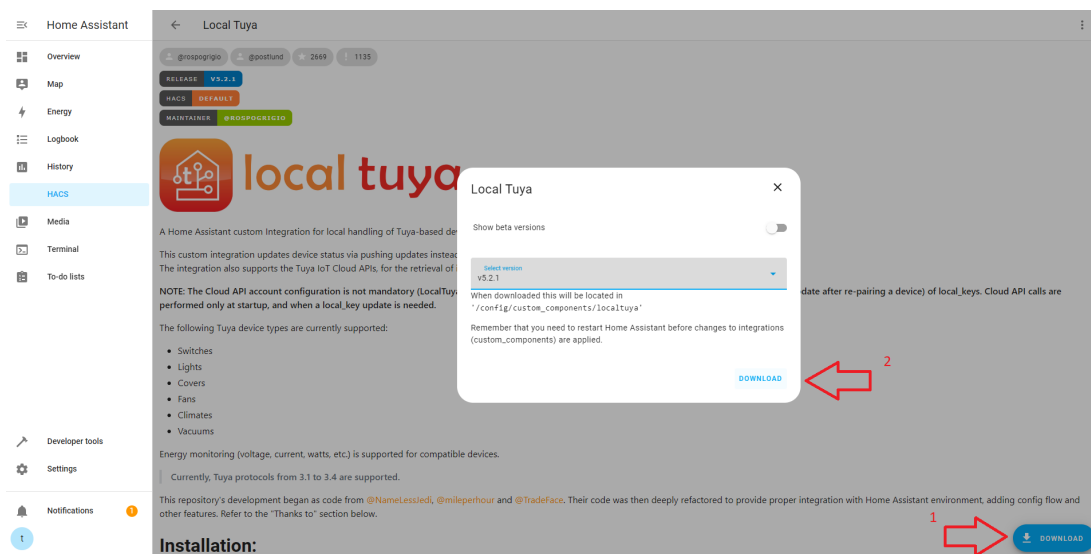 Home Assistant
Local Tuya
Overview
Map
Energy
Logbook
History
HACS
Media
Terminal
To-do lists
Developer tools
Settings
Notifications
1
t
@rospogrigio
@postlund
2669
1135
RELEASE V5.2.1
HACS DEFAULT
MAINTAINER @ROSPOGRIGIO
local tuya
A Home Assistant custom Integration for local handling of Tuya-based
This custom integration updates device status via pushing updates instead
The integration also supports the Tuya IoT Cloud APIs, for the retrieval of
NOTE: The Cloud API account configuration is not mandatory (LocalTuya date after re-pairing a device) of local_keys. Cloud API calls are
performed only at startup, and when a local_key update is needed.
The following Tuya device types are currently supported:
• Switches
• Lights
• Covers
• Fans
• Climates
• Vacuums
Energy monitoring (voltage, current, watts, etc.) is supported for compatible devices.
Currently, Tuya protocols from 3.1 to 3.4 are supported.
This repository's development began as code from @NameLessJedi, @mileperhour and @TradeFace. Their code was then deeply refactored to provide proper integration with Home Assistant environment, adding config flow and
other features. Refer to the "Thanks to" section below.
Installation:
Local Tuya
Show beta versions
Select version
v5.2.1
When downloaded this will be located in
'/config/custom_components/localtuya'
Remember that you need to restart Home Assistant before changes to integrations
(custom_components) are applied.
DOWNLOAD
2
1
DOWNLOAD